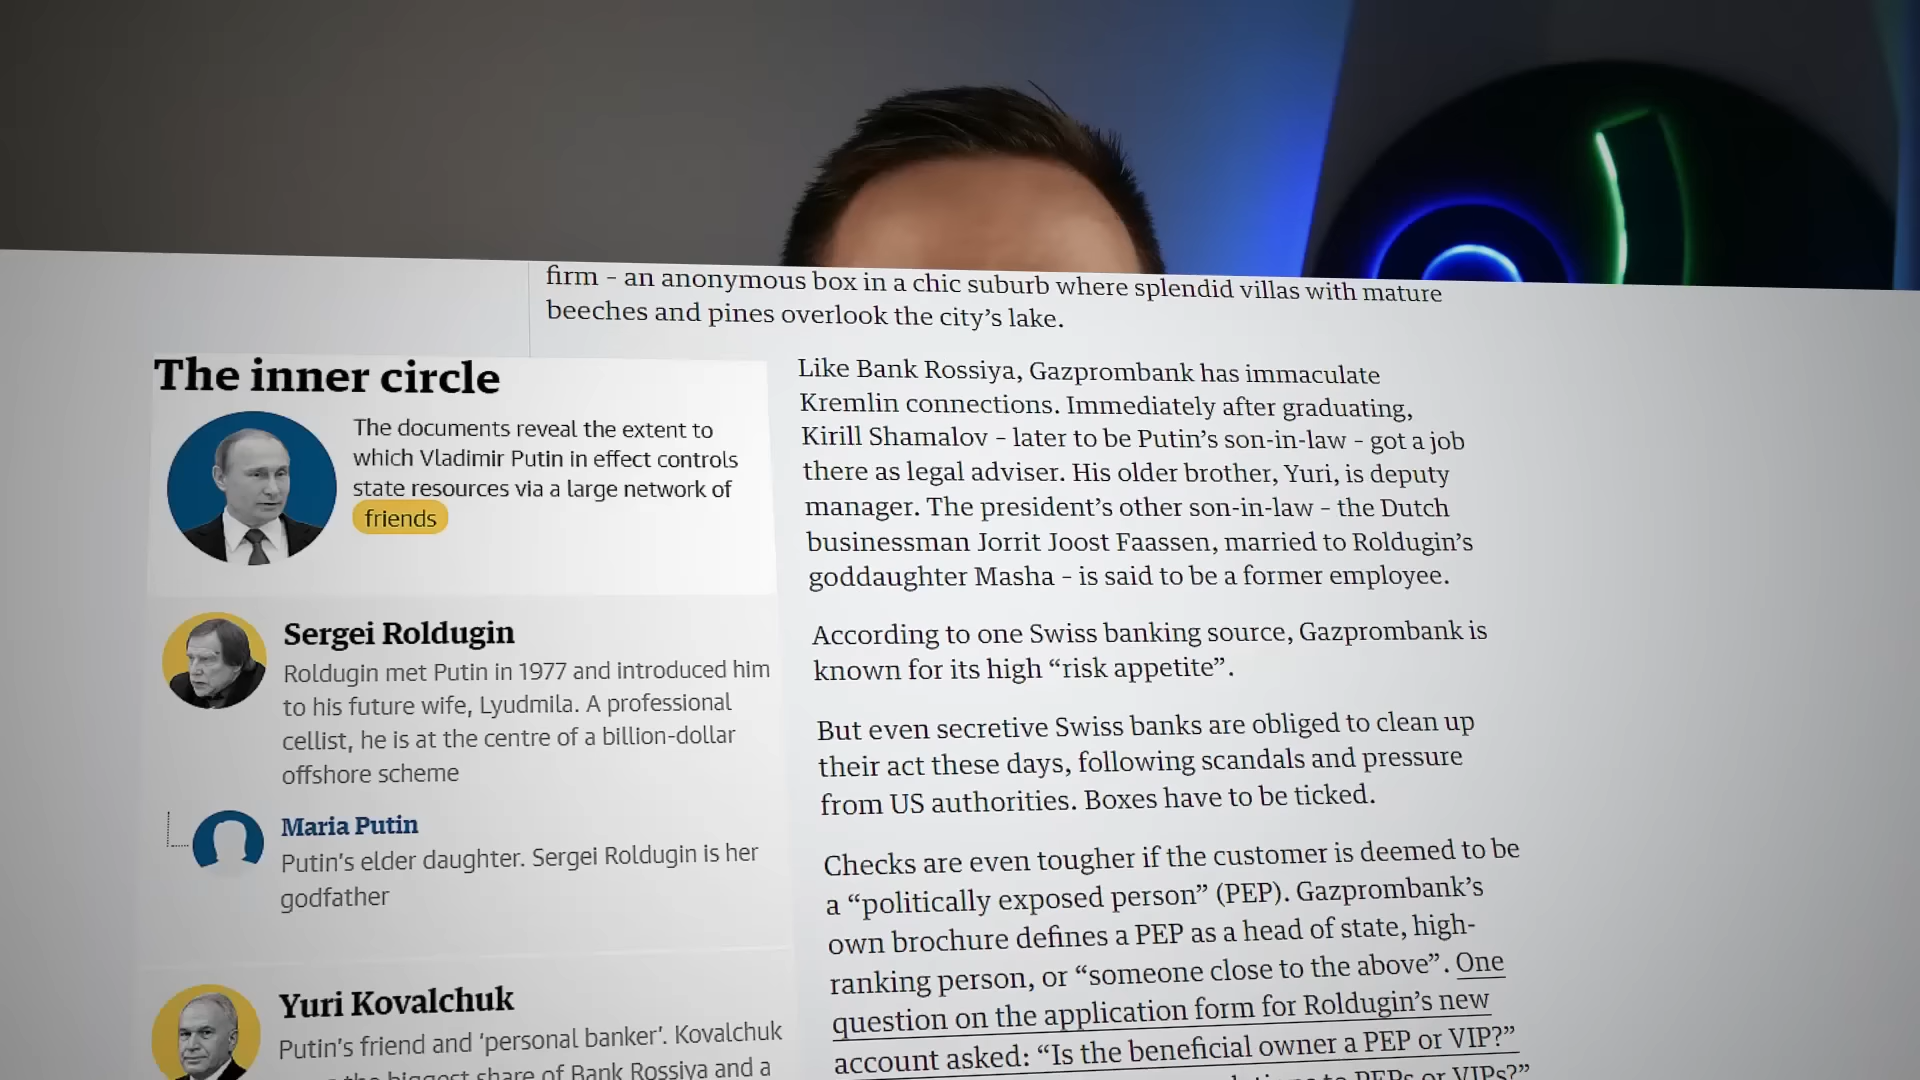 firm – an anonymous box in a chic suburb where splendid villas with mature
beeches and pines overlook the city’s lake.
The inner circle
The documents reveal the extent to
which Vladimir Putin in effect controls
state resources via a large network of
friends
Sergei Roldugin
Roldugin met Putin in 1977 and introduced him
to his future wife, Lyudmila. A professional
cellist, he is at the centre of a billion-dollar
offshore scheme
Maria Putin
Putin’s elder daughter. Sergei Roldugin is her
godfather
Yuri Kovalchuk
Putin’s friend and ‘personal banker’. Kovalchuk
the biggest share of Bank Rossiya and a
Like Bank Rossiya, Gazprombank has immaculate
Kremlin connections. Immediately after graduating,
Kirill Shamalov – later to be Putin’s son-in-law – got a job
there as legal adviser. His older brother, Yuri, is deputy
manager. The president’s other son-in-law – the Dutch
businessman Jorrit Joost Faassen, married to Roldugin’s
goddaughter Masha – is said to be a former employee.
According to one Swiss banking source, Gazprombank is
known for its high “risk appetite”.
But even secretive Swiss banks are obliged to clean up
their act these days, following scandals and pressure
from US authorities. Boxes have to be ticked.
Checks are even tougher if the customer is deemed to be
a “politically exposed person” (PEP). Gazprombank’s
own brochure defines a PEP as a head of state, high-
ranking person, or “someone close to the above”. One
question on the application form for Roldugin’s new
account asked: “Is the beneficial owner a PEP or VIP?”
to PEPs or VIPs?”